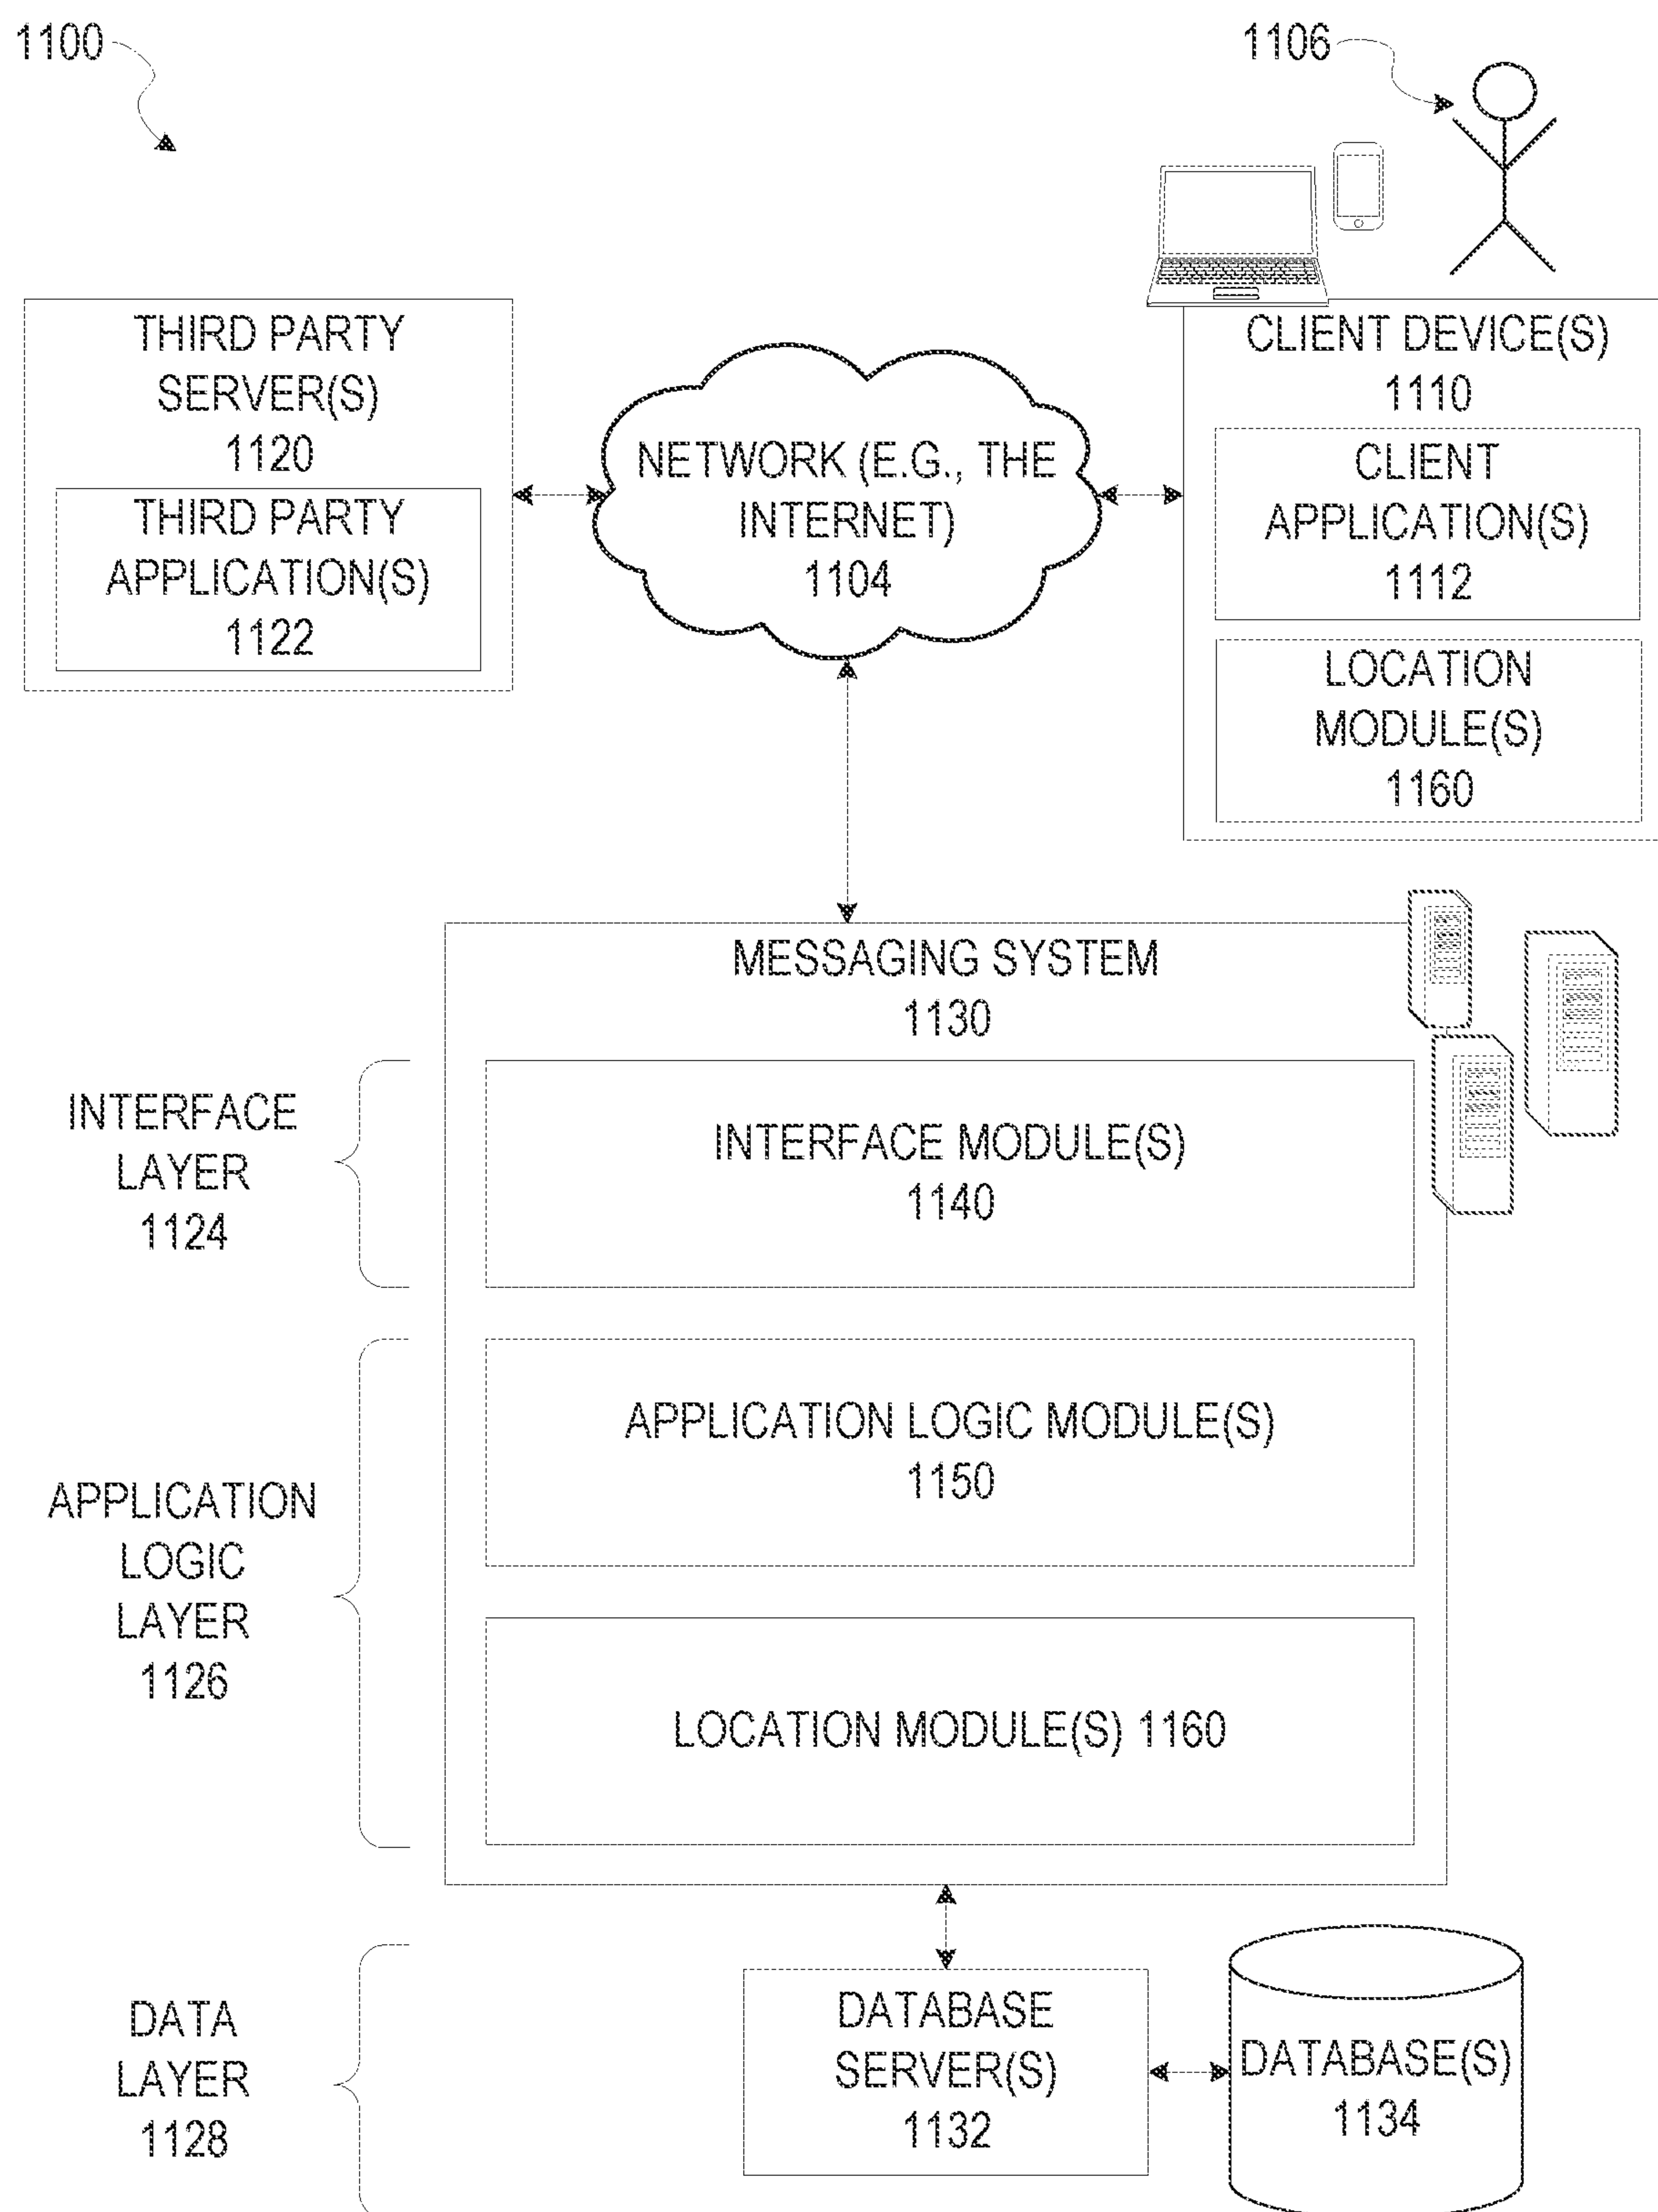 1100
1106
THIRD PARTY
SERVER(S)
1120
THIRD PARTY
APPLICATION(S)
1122
NETWORK (E.G., THE
INTERNET)
1104
CLIENT DEVICE(S)
1110
CLIENT
APPLICATION(S)
1112
LOCATION
MODULE(S)
1160
MESSAGING SYSTEM
1130
INTERFACE
LAYER
1124
INTERFACE MODULE(S)
1140
APPLICATION
LOGIC
LAYER
1126
APPLICATION LOGIC MODULE(S)
1150
LOCATION MODULE(S) 1160
DATA
LAYER
1128
DATABASE
SERVER(S)
1132
DATABASE(S)
1134